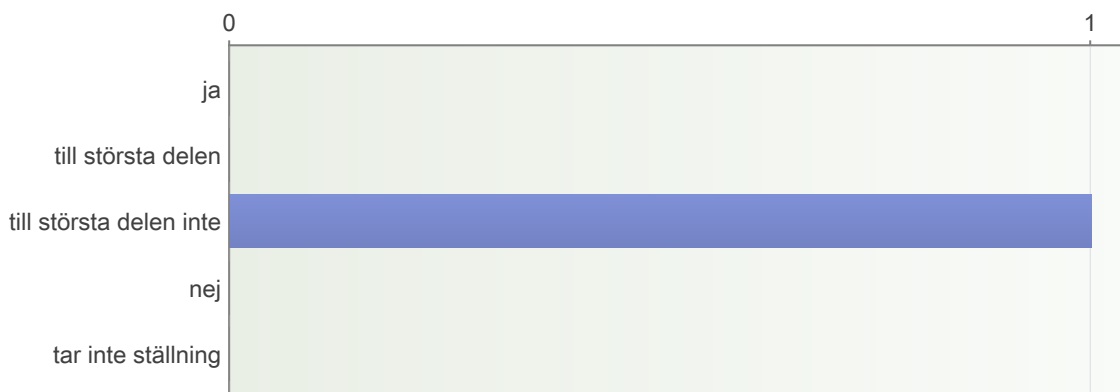 0 1
ja
till största delen
till största delen inte
nej
tar inte ställning